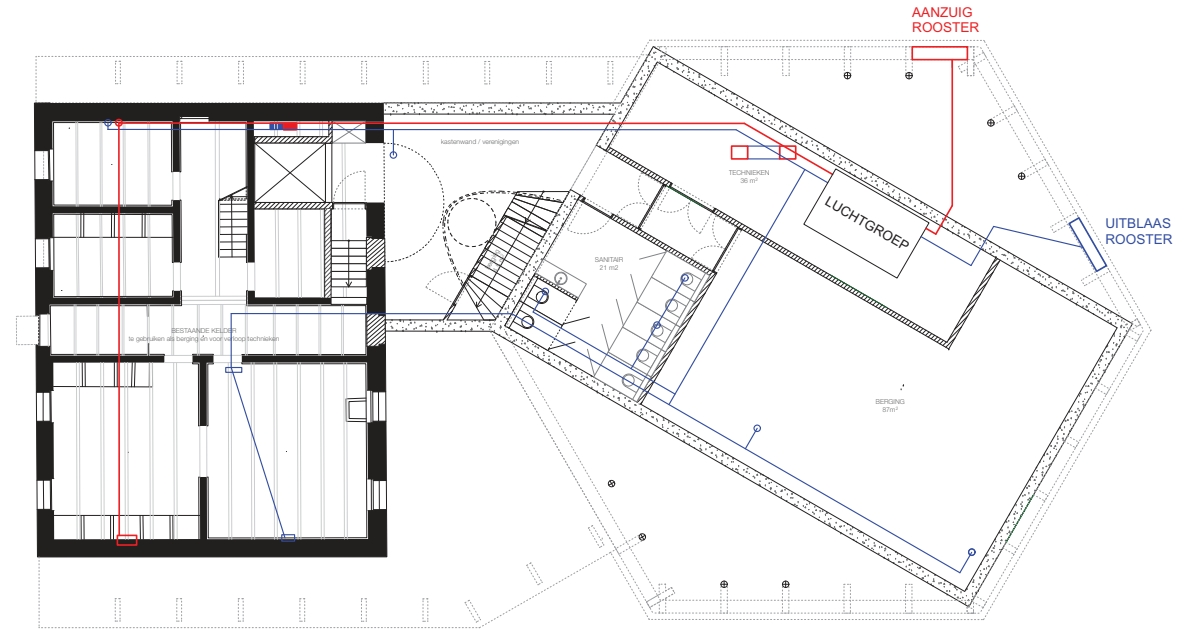 AANZUIG
ROOSTER
kastenwand / verenigingen
TECHNIEKEN
36 m²
LUCHTGROEP
UITBLAAS
ROOSTER
SANITAIR
21 m2
BESTAANDE KELDER
te gebruiken als berging en voor verloop technieken
BERGING
87m²